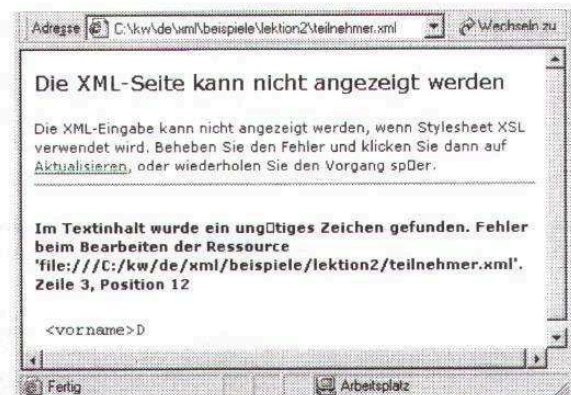 Adresse C:\kw\de\xml\beispiele\lektion2\teilnehmer.xml Wechseln zu
Die XML-Seite kann nicht angezeigt werden
Die XML-Eingabe kann nicht angezeigt werden, wenn Stylesheet XSL
verwendet wird. Beheben Sie den Fehler und klicken Sie dann auf
Aktualisieren, oder wiederholen Sie den Vorgang sp□er.
Im Textinhalt wurde ein ung□tiges Zeichen gefunden. Fehler
beim Bearbeiten der Ressource
'file:///C:/kw/de/xml/beispiele/lektion2/teilnehmer.xml'.
Zeile 3, Position 12
<vorname>D
Fertig Arbeitsplatz